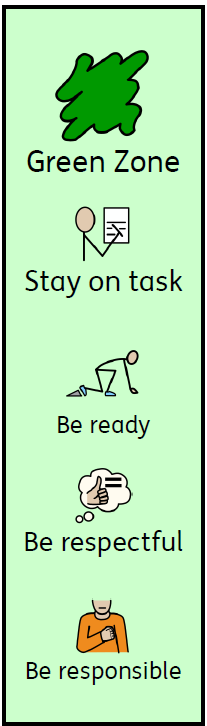 Green Zone
Stay on task
Be ready
Be respectful
Be responsible